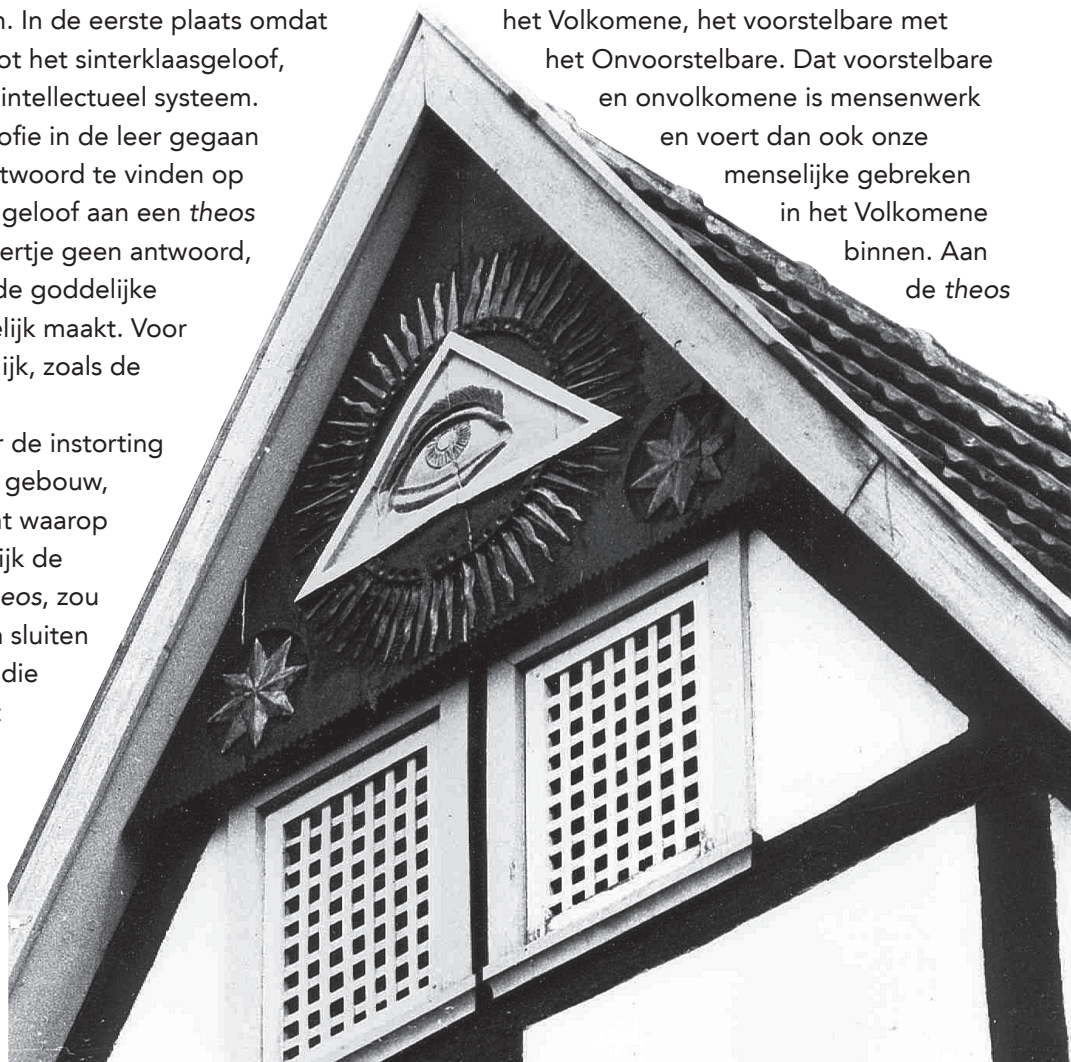 n. In de eerste plaats omdat
ot het sinterklaasgeloof,
intellectueel systeem.
ofie in de leer gegaan
twoord te vinden op
geloof aan een theos
ertje geen antwoord,
de goddelijke
elijk maakt. Voor
ijk, zoals de
r de instorting
gebouw,
nt waarop
ijk de
eos, zou
n sluiten
die
het Volkomene, het voorstelbare met
het Onvoorstelbare. Dat voorstelbare
en onvolkomene is mensenwerk
en voert dan ook onze
menselijke gebreken
in het Volkomene
binnen. Aan
de theos